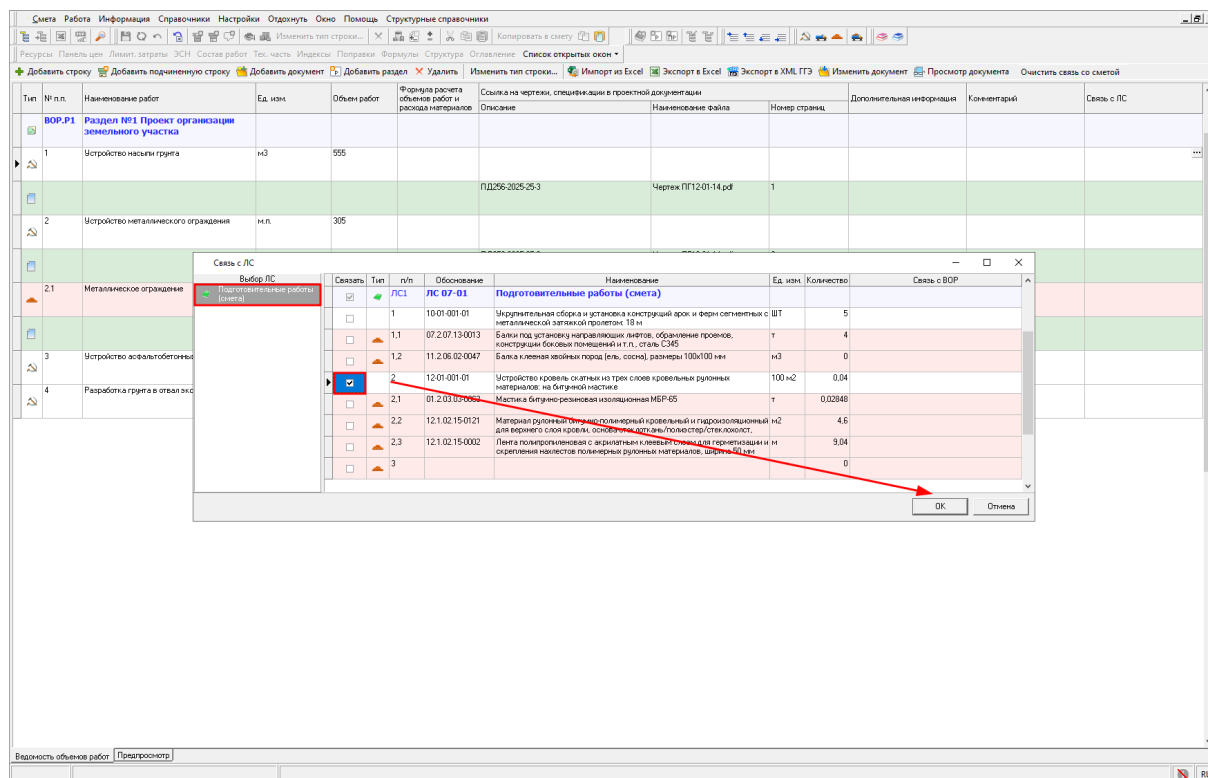 Смета Работа Информация Справочники Настройки Отдохнуть Окно Помощь Структурные справочники
Изменить тип строки... Копировать в смету
Ресурсы Панель цен Лимит. затраты ЭСН Состав работ Тех. часть Индексы Поправки Формулы Структура Оглавление Список открытых окон
Добавить строку Добавить подчиненную строку Добавить документ Добавить раздел Удалить Изменить тип строки... Импорт из Excel Экспорт в Excel Экспорт в XML ГГЭ Изменить документ Просмотр документа Очистить связь со сметой
Тип № п.п. Наименование работ Ед. изм. Объем работ Формула расчета объемов работ и расхода материалов Ссылка на чертежи, спецификации в проектной документации Дополнительная информация Комментарий Связь с ЛС
Описание Наименование файла Номер страниц
ВОР.Р1 Раздел №1 Проект организации
земельного участка
1 Устройство насыпи грунта м3 555 ...
ПД256-2025-25-3 Чертеж ПГ12-01-14.pdf 1
2 Устройство металлического ограждения м.п. 305
2.1 Металлическое ограждение
3 Устройство асфальтобетонны
4 Разработка грунта в отвал экс
Связь с ЛС
Выбор ЛС
Подготовительные работы
(смета)
Связать Тип п/п Обоснование Наименование Ед. изм. Количество Связь с ВОР
ЛС1 ЛС 07-01 Подготовительные работы (смета)
1 10-01-001-01 Укрупнительная сборка и установка конструкций арок и ферм сегментных с ШТ 5
металлической затяжкой пролетом: 18 м
1,1 07.2.07.13-0013 Балки под установку направляющих лифтов, обрамление проемов, т 4
конструкции боковых помещений и т.п., сталь С345
1,2 11.2.06.02-0047 Балка клееная хвойных пород (ель, сосна), размеры 100х100 мм м3 0
2 12-01-001-01 Устройство кровель скатных из трех слоев кровельных рулонных 100 м2 0,04
материалов: на битумной мастике
2,1 01.2.03.03-0063 Мастика битумно-резиновая изоляционная МБР-65 т 0,02848
2,2 12.1.02.15-0121 Материал рулонный битумно-полимерный кровельный и гидроизоляционный м2 4,6
для верхнего слоя кровли, основа стеклоткань/полиэстер/стеклохолст,
2,3 12.1.02.15-0002 Лента полипропиленовая с акрилатным клеевым слоем для герметизации и м 9,04
скрепления нахлестов полимерных рулонных материалов, ширина 50 мм
3 0
OK Отмена
Ведомость объемов работ Предпросмотр